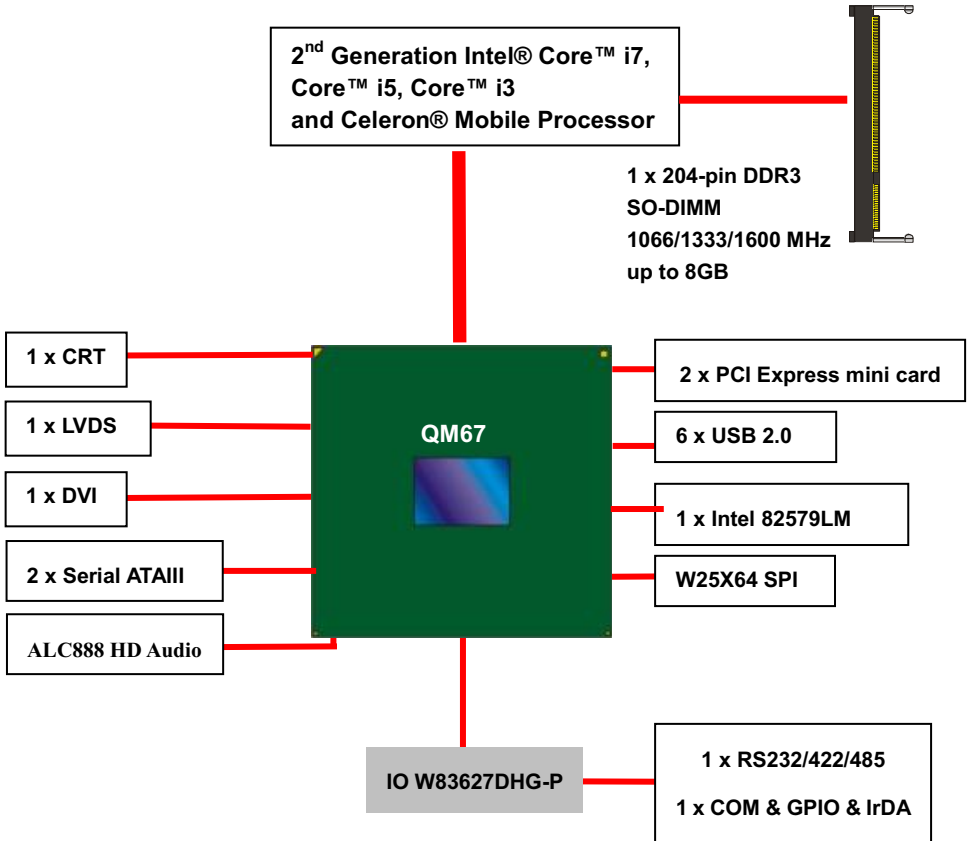 2nd Generation Intel® Core™ i7,
Core™ i5, Core™ i3
and Celeron® Mobile Processor
1 x 204-pin DDR3
SO-DIMM
1066/1333/1600 MHz
up to 8GB
1 x CRT
1 x LVDS
1 x DVI
2 x Serial ATAIII
ALC888 HD Audio
QM67
2 x PCI Express mini card
6 x USB 2.0
1 x Intel 82579LM
W25X64 SPI
IO W83627DHG-P
1 x RS232/422/485
1 x COM & GPIO & IrDA